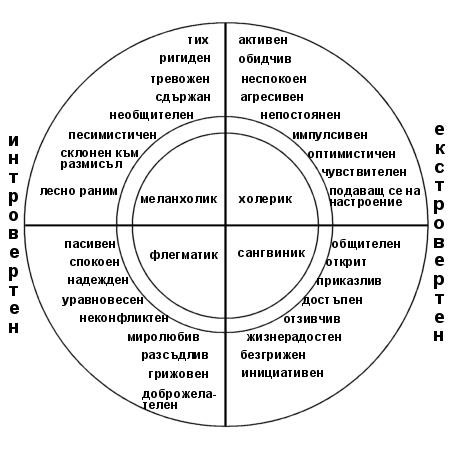 тих
ригиден
тревожен
сдържан
необщителен
песимистичен
склонен към
размисъл
лесно раним
активен
обидчив
неспокоен
агресивен
непостоянен
импулсивен
оптимистичен
чувствителен
подаващ се на
настроение
меланхолик
холерик
флегматик
сангвиник
интровертен
екстровертен
пасивен
спокоен
надежден
уравновесен
неконфликтен
миролюбив
разсъдлив
грижовен
доброжела-
телен
общителен
открит
приказлив
достъпен
отзивчив
жизнерадостен
безгрижен
инициативен